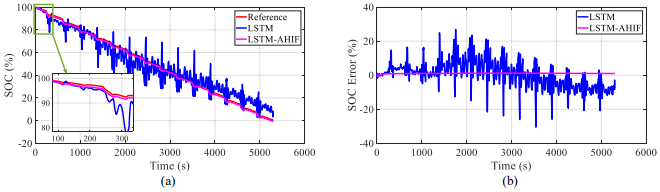 100
80
60
40
20
0
-20
SOC (%)
Reference
LSTM
LSTM-AHIF
100
90
80
100
200
300
0
1000
2000
3000
4000
5000
6000
Time (s)
(a)
40
20
0
-20
-40
SOC Error (%)
LSTM
LSTM-AHIF
0
1000
2000
3000
4000
5000
6000
Time (s)
(b)